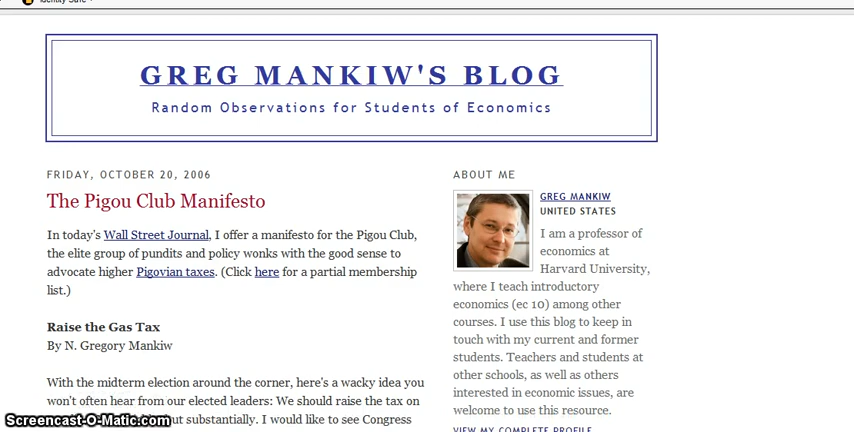 Identity Safe
GREG MANKIW'S BLOG
Random Observations for Students of Economics
FRIDAY, OCTOBER 20, 2006
The Pigou Club Manifesto
In today's Wall Street Journal, I offer a manifesto for the Pigou Club,
the elite group of pundits and policy wonks with the good sense to
advocate higher Pigovian taxes. (Click here for a partial membership
list.)
Raise the Gas Tax
By N. Gregory Mankiw
With the midterm election around the corner, here's a wacky idea you
won't often hear from our elected leaders: We should raise the tax on
but substantially. I would like to see Congress
ABOUT ME
GREG MANKIW
UNITED STATES
I am a professor of
economics at
Harvard University,
where I teach introductory
economics (ec 10) among other
courses. I use this blog to keep in
touch with my current and former
students. Teachers and students at
other schools, as well as others
interested in economic issues, are
welcome to use this resource.
VIEW MY COMPLETE PROFILE
Screencast-O-Matic.com